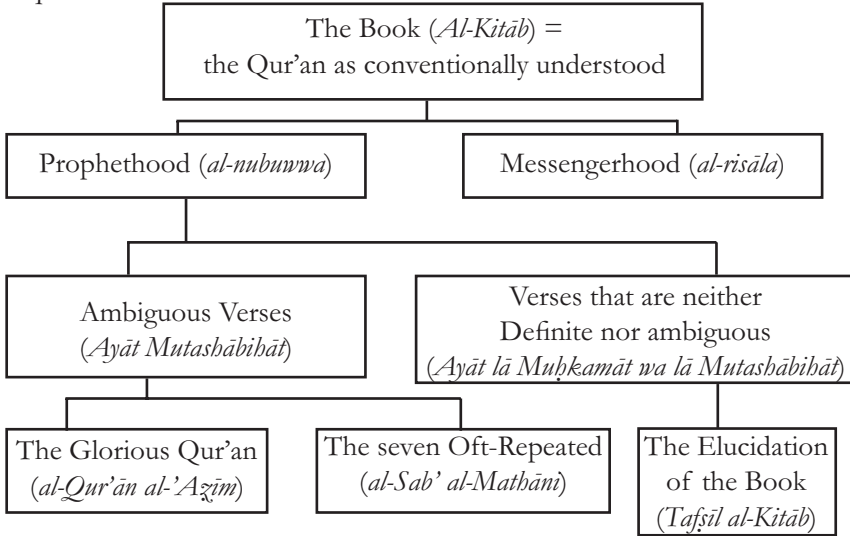 The Book (Al-Kitāb) =
the Qur’an as conventionally understood
Prophethood (al-nubuwwa)
Messengerhood (al-risāla)
Ambiguous Verses
(Ayāt Mutashābihāt)
Verses that are neither
Definite nor ambiguous
(Ayāt lā Muḥkamāt wa lā Mutashābihāt)
The Glorious Qur’an
(al-Qur’ān al-’Aẓīm)
The seven Oft-Repeated
(al-Sab’ al-Mathāni)
The Elucidation
of the Book
(Tafṣīl al-Kitāb)